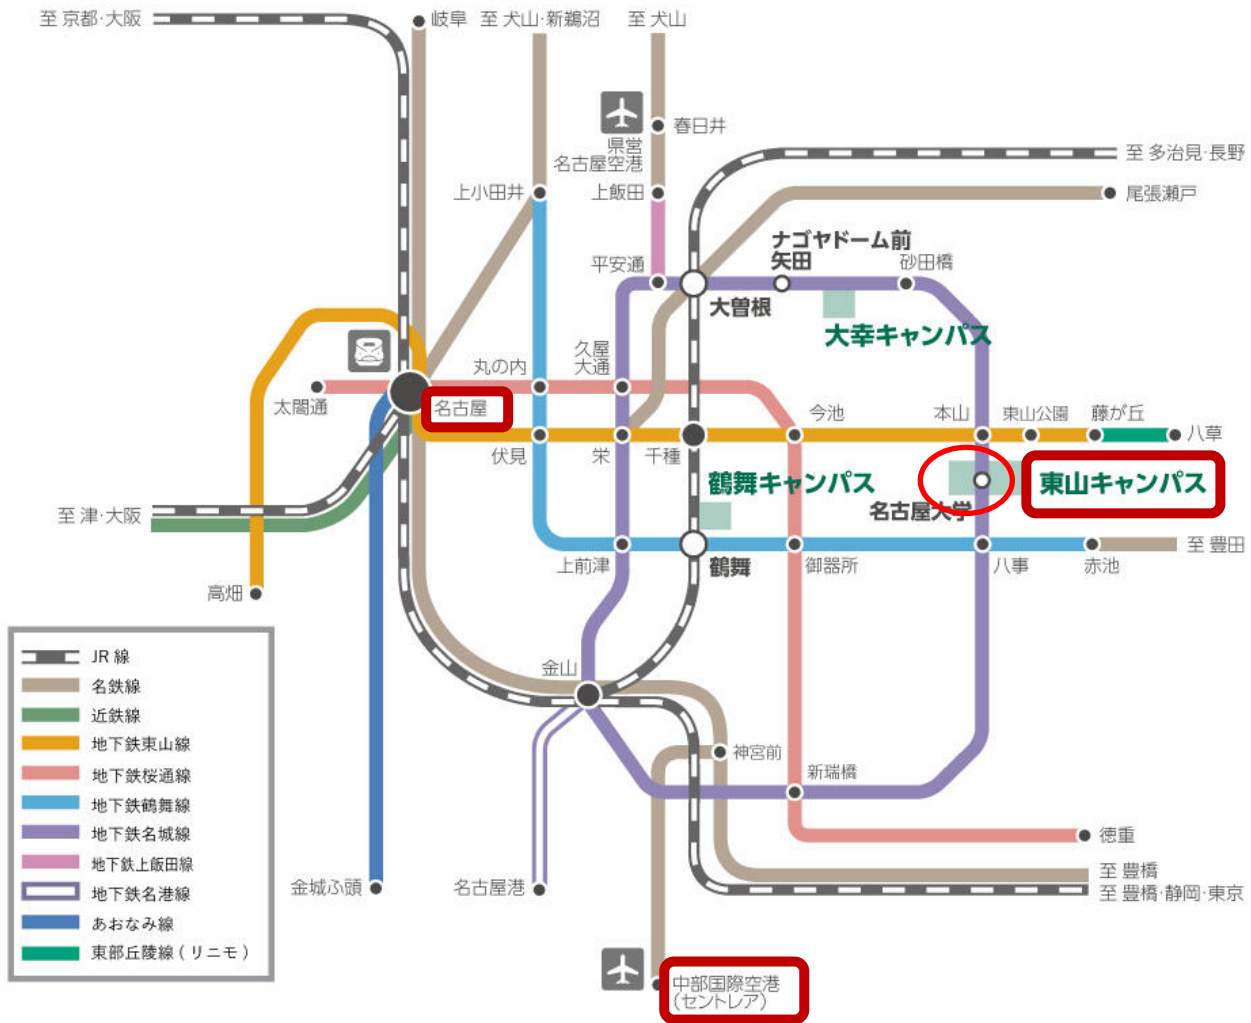 至 京都・大阪
岐阜
至 犬山・新鵜沼
至 犬山
春日井
県営
名古屋空港
至 多治見・長野
上小田井
上飯田
尾張瀬戸
ナゴヤドーム前
矢田
砂田橋
平安通
大曽根
大幸キャンパス
久屋
大通
丸の内
太閤通
名古屋
今池
本山
東山公園
藤が丘
八草
伏見
栄
千種
鶴舞キャンパス
東山キャンパス
名古屋大学
至 津・大阪
上前津
鶴舞
御器所
八事
赤池
至 豊田
高畑
金山
神宮前
新瑞橋
徳重
金城ふ頭
名古屋港
至 豊橋
至 豊橋・静岡・東京
中部国際空港
(セントレア)
JR 線
名鉄線
近鉄線
地下鉄東山線
地下鉄桜通線
地下鉄鶴舞線
地下鉄名城線
地下鉄上飯田線
地下鉄名港線
あおなみ線
東部丘陵線 ( リニモ )